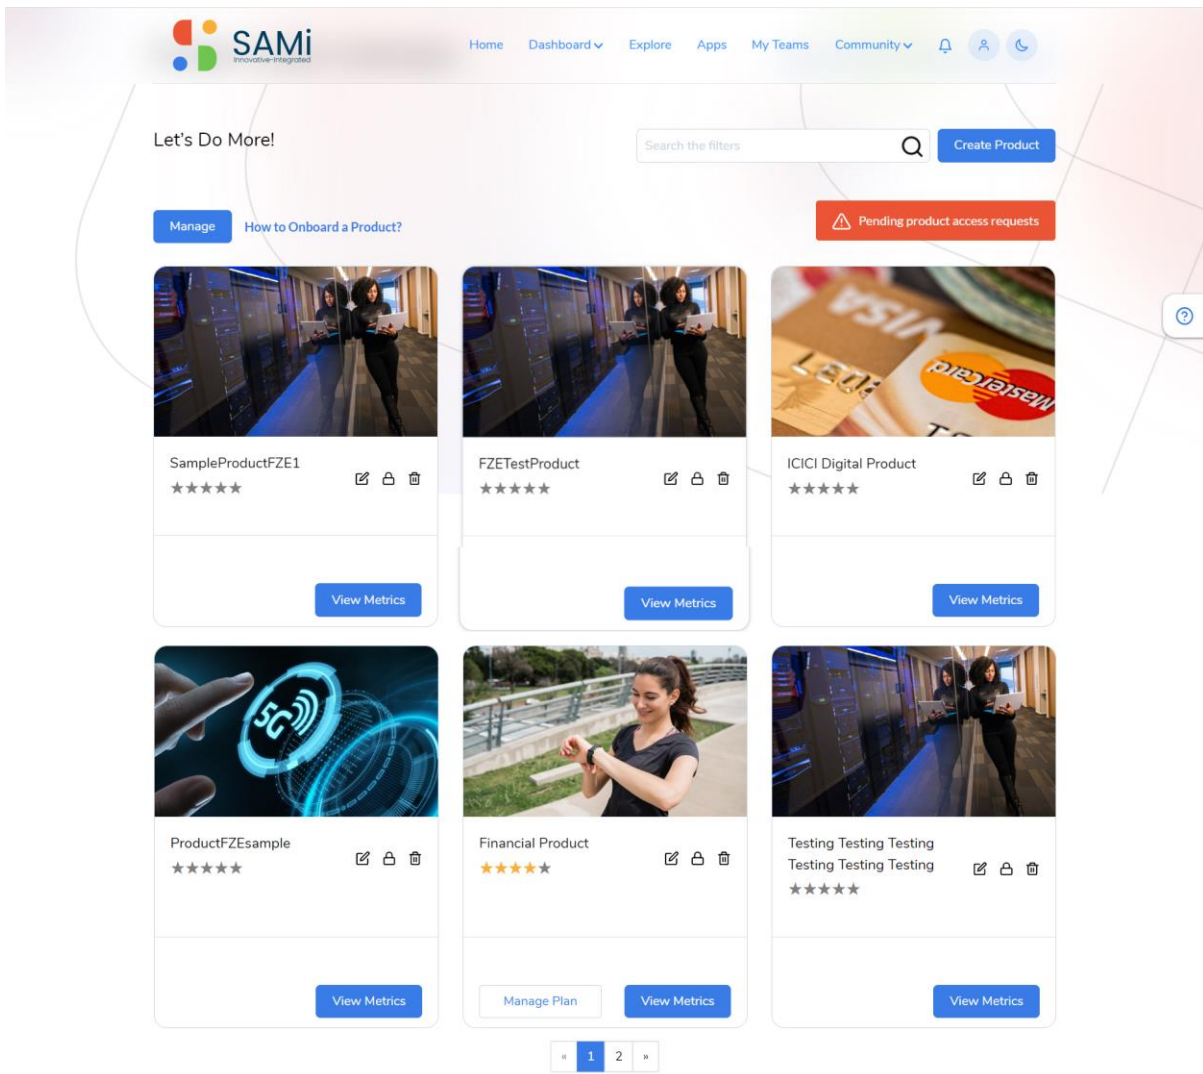 SAMi
Innovative-Integrated
Home Dashboard Explore Apps My Teams Community
Let's Do More!
Search the filters
Create Product
Manage
How to Onboard a Product?
Pending product access requests
VISA
MasterCard
SampleProductFZE1
FZETestProduct
ICICI Digital Product
View Metrics
View Metrics
View Metrics
5G
ProductFZEsample
Financial Product
Testing Testing Testing
Testing Testing Testing
View Metrics
Manage Plan
View Metrics
View Metrics
« 1 2 »